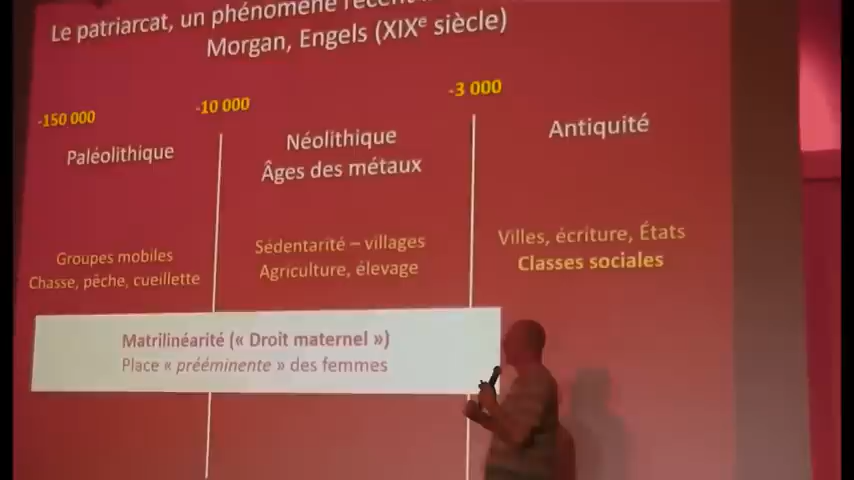 Le patriarcat, un phénomène récent
Morgan, Engels (XIXe siècle)
-150 000
-10 000
-3 000
Paléolithique
Néolithique
Âges des métaux
Antiquité
Groupes mobiles
Chasse, pêche, cueillette
Sédentarité – villages
Agriculture, élevage
Villes, écriture, États
Classes sociales
Matrilinéarité (« Droit maternel »)
Place « prééminente » des femmes